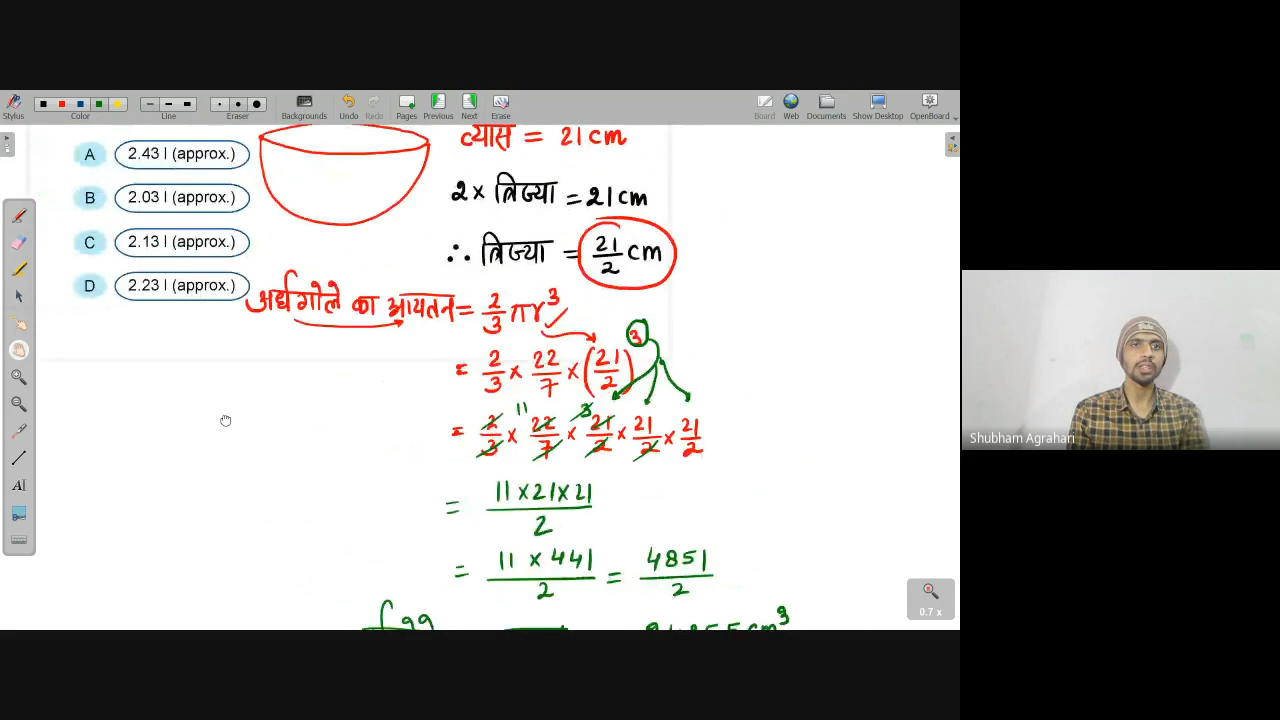 Stylus
Color
Line
Eraser
Backgrounds
Undo
Redo
Pages
Previous
Next
Erase
Board
Web
Documents
Show Desktop
OpenBoard
A 2.43 l (approx.)
B 2.03 l (approx.)
C 2.13 l (approx.)
D 2.23 l (approx.)
व्यास = 21 cm
2 × त्रिज्या = 21 cm
∴ त्रिज्या = 21/2 cm
अर्धगोले का आयतन = 2/3 πr³
= 2/3 × 22/7 × (21/2)³
11 3
= 2/3 × 22/7 × 21/2 × 21/2 × 21/2
= 11 × 21 × 21 / 2
= 11 × 441 / 2 = 4851 / 2
cm³
0.7 x
Shubham Agrahari